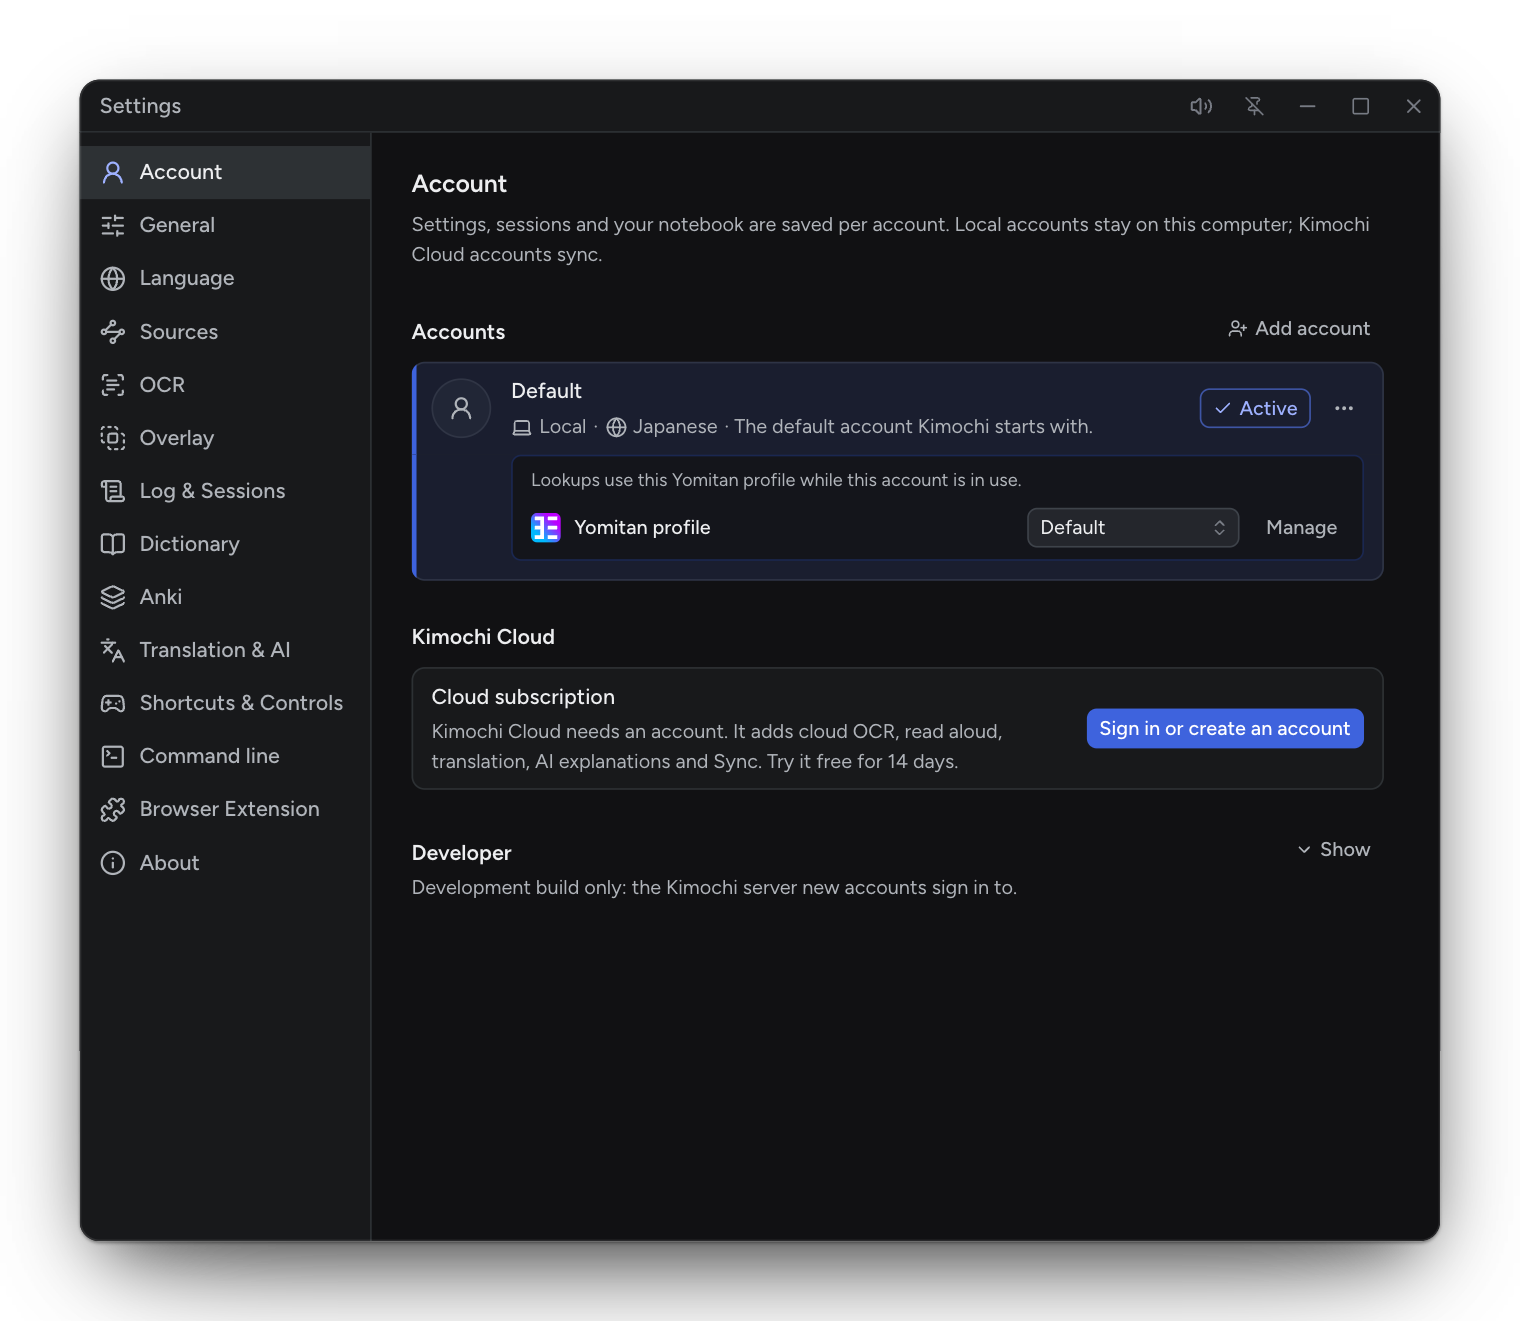 Settings
Account
General
Language
Sources
OCR
Overlay
Log & Sessions
Dictionary
Anki
Translation & AI
Shortcuts & Controls
Command line
Browser Extension
About
Account
Settings, sessions and your notebook are saved per account. Local accounts stay on this computer; Kimochi
Cloud accounts sync.
Accounts
Add account
Default
Local · Japanese · The default account Kimochi starts with.
Active
Lookups use this Yomitan profile while this account is in use.
Yomitan profile
Default
Manage
Kimochi Cloud
Cloud subscription
Kimochi Cloud needs an account. It adds cloud OCR, read aloud,
translation, AI explanations and Sync. Try it free for 14 days.
Sign in or create an account
Developer
Show
Development build only: the Kimochi server new accounts sign in to.